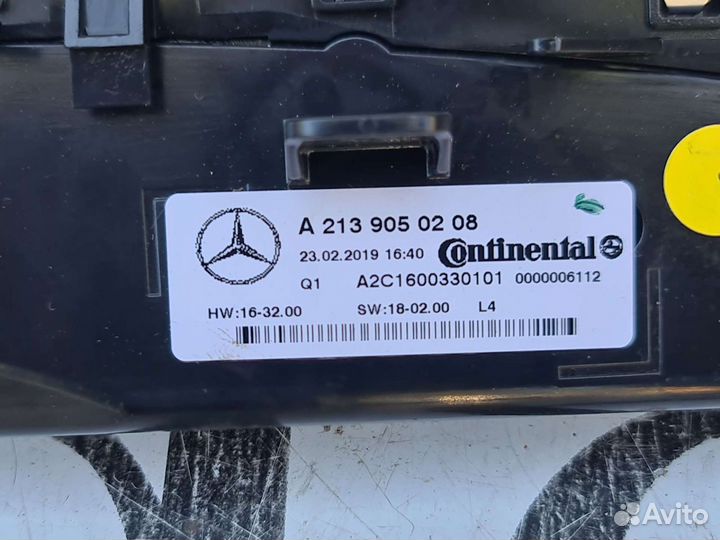 A 213 905 02 08
23.02.2019 16:40 Continental
Q1 A2C1600330101 0000006112
HW:16-32.00 SW:18-02.00 L4
Avito